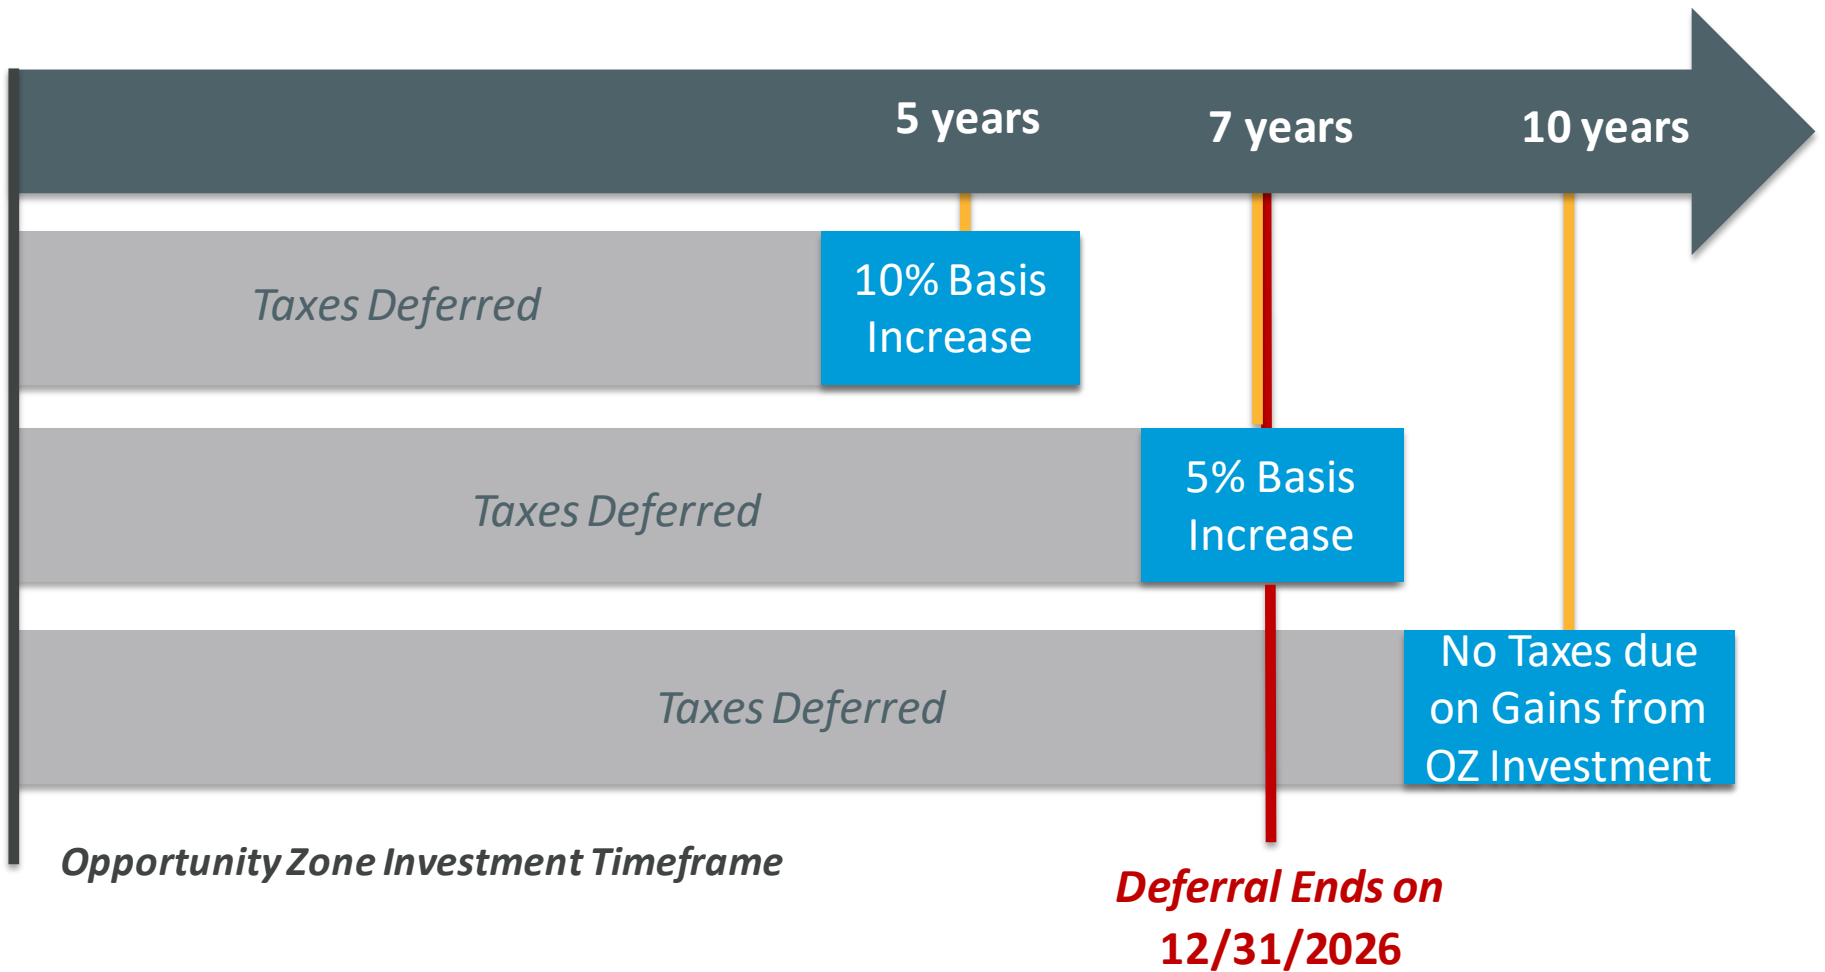 5 years
7 years
10 years
Taxes Deferred
10% Basis
Increase
Taxes Deferred
5% Basis
Increase
Taxes Deferred
No Taxes due
on Gains from
OZ Investment
Opportunity Zone Investment Timeframe
Deferral Ends on
12/31/2026